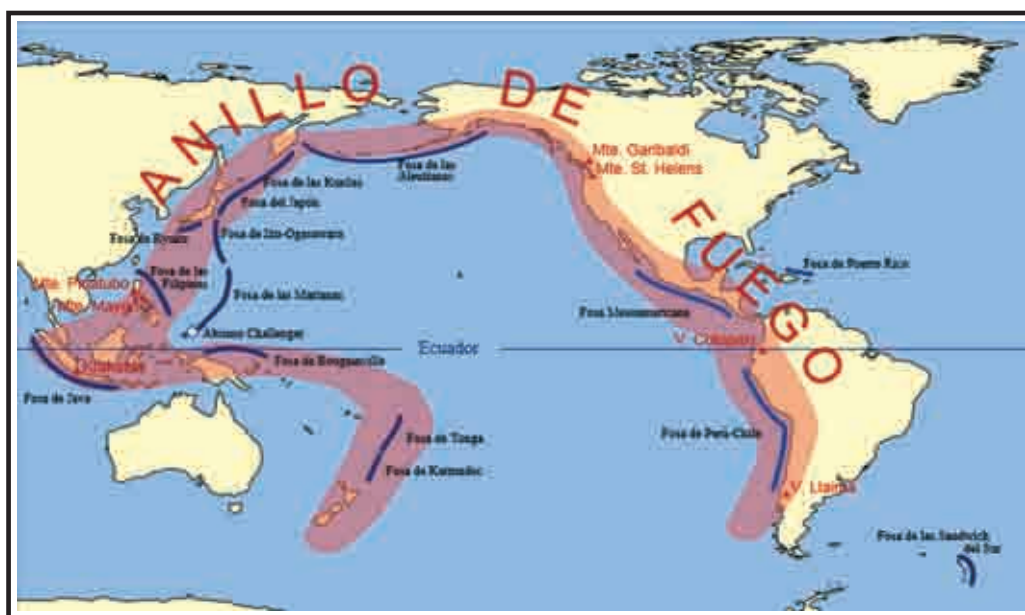 ANILLO DE FUEGO
Mte. Garibaldi
Mte. St. Helens
Fosa de las
Aleutianas
Fosa de las Kuriles
Fosa del Japón
Fosa de Izu-Ogasawara
Fosa de Ryukyu
Fosa de las
Filipinas
Mte. Pinatubo
Mte. Mayon
Fosa de las Marianas
Abismo Challenger
Fosa de Puerto Rico
Fosa Mesoamericana
Ecuador
Fosa de Bougainville
Fosa de Java
V. Cotopaxi
Fosa de Tonga
Fosa de Kermadec
Fosa de Perú-Chile
V. Llaima
Fosa de las Sandwich
del Sur